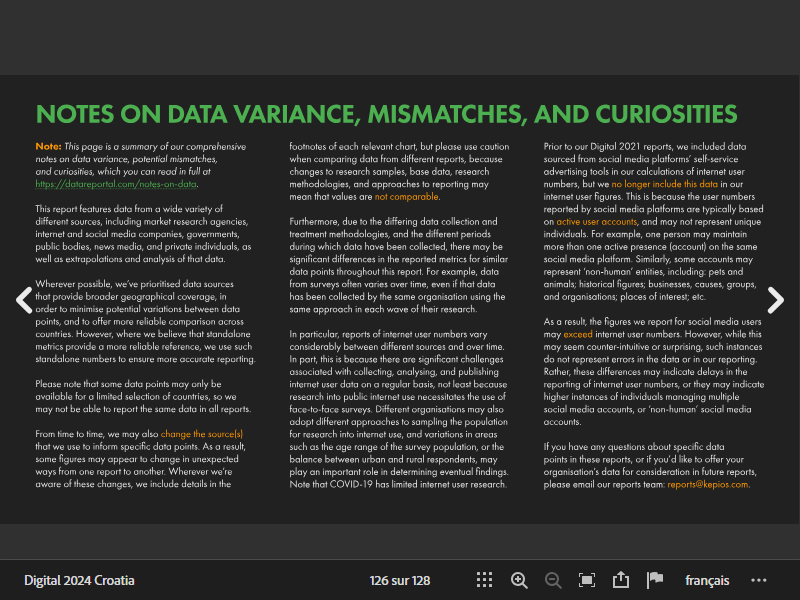 NOTES ON DATA VARIANCE, MISMATCHES, AND CURIOSITIES
Note: This page is a summary of our comprehensive
notes on data variance, potential mismatches,
and curiosities, which you can read in full at
https://datareportal.com/notes-on-data.
This report features data from a wide variety of
different sources, including market research agencies,
internet and social media companies, governments,
public bodies, news media, and private individuals, as
well as extrapolations and analysis of that data.
Wherever possible, we've prioritised data sources
that provide broader geographical coverage, in
order to minimise potential variations between data
points, and to offer more reliable comparison across
countries. However, where we believe that standalone
metrics provide a more reliable reference, we use such
standalone numbers to ensure more accurate reporting.
Please note that some data points may only be
available for a limited selection of countries, so we
may not be able to report the same data in all reports.
From time to time, we may also change the source(s)
that we use to inform specific data points. As a result,
some figures may appear to change in unexpected
ways from one report to another. Wherever we're
aware of these changes, we include details in the
footnotes of each relevant chart, but please use caution
when comparing data from different reports, because
changes to research samples, base data, research
methodologies, and approaches to reporting may
mean that values are not comparable.
Furthermore, due to the differing data collection and
treatment methodologies, and the different periods
during which data have been collected, there may be
significant differences in the reported metrics for similar
data points throughout this report. For example, data
from surveys often varies over time, even if that data
has been collected by the same organisation using the
same approach in each wave of their research.
In particular, reports of internet user numbers vary
considerably between different sources and over time.
In part, this is because there are significant challenges
associated with collecting, analysing, and publishing
internet user data on a regular basis, not least because
research into public internet use necessitates the use of
face-to-face surveys. Different organisations may also
adopt different approaches to sampling the population
for research into internet use, and variations in areas
such as the age range of the survey population, or the
balance between urban and rural respondents, may
play an important role in determining eventual findings.
Note that COVID-19 has limited internet user research.
Prior to our Digital 2021 reports, we included data
sourced from social media platforms' self-service
advertising tools in our calculations of internet user
numbers, but we no longer include this data in our
internet user figures. This is because the user numbers
reported by social media platforms are typically based
on active user accounts, and may not represent unique
individuals. For example, one person may maintain
more than one active presence (account) on the same
social media platform. Similarly, some accounts may
represent 'non-human' entities, including: pets and
animals; historical figures; businesses, causes, groups,
and organisations; places of interest; etc.
As a result, the figures we report for social media users
may exceed internet user numbers. However, while this
may seem counter-intuitive or surprising, such instances
do not represent errors in the data or in our reporting.
Rather, these differences may indicate delays in the
reporting of internet user numbers, or they may indicate
higher instances of individuals managing multiple
social media accounts, or 'non-human' social media
accounts.
If you have any questions about specific data
points in these reports, or if you'd like to offer your
organisation's data for consideration in future reports,
please email our reports team: reports@kepios.com.
Digital 2024 Croatia
126 sur 128
français